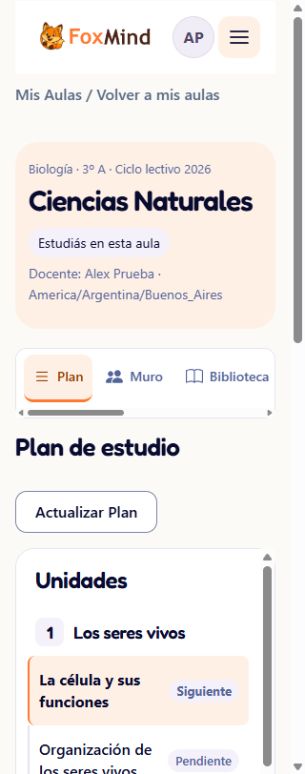 FoxMind
AP
Mis Aulas / Volver a mis aulas
Biología · 3º A · Ciclo lectivo 2026
Ciencias Naturales
Estudiás en esta aula
Docente: Alex Prueba ·
America/Argentina/Buenos_Aires
Plan
Muro
Biblioteca
Plan de estudio
Actualizar Plan
Unidades
1 Los seres vivos
La célula y sus
funciones
Siguiente
Organización de
los seres vivos
Pendiente